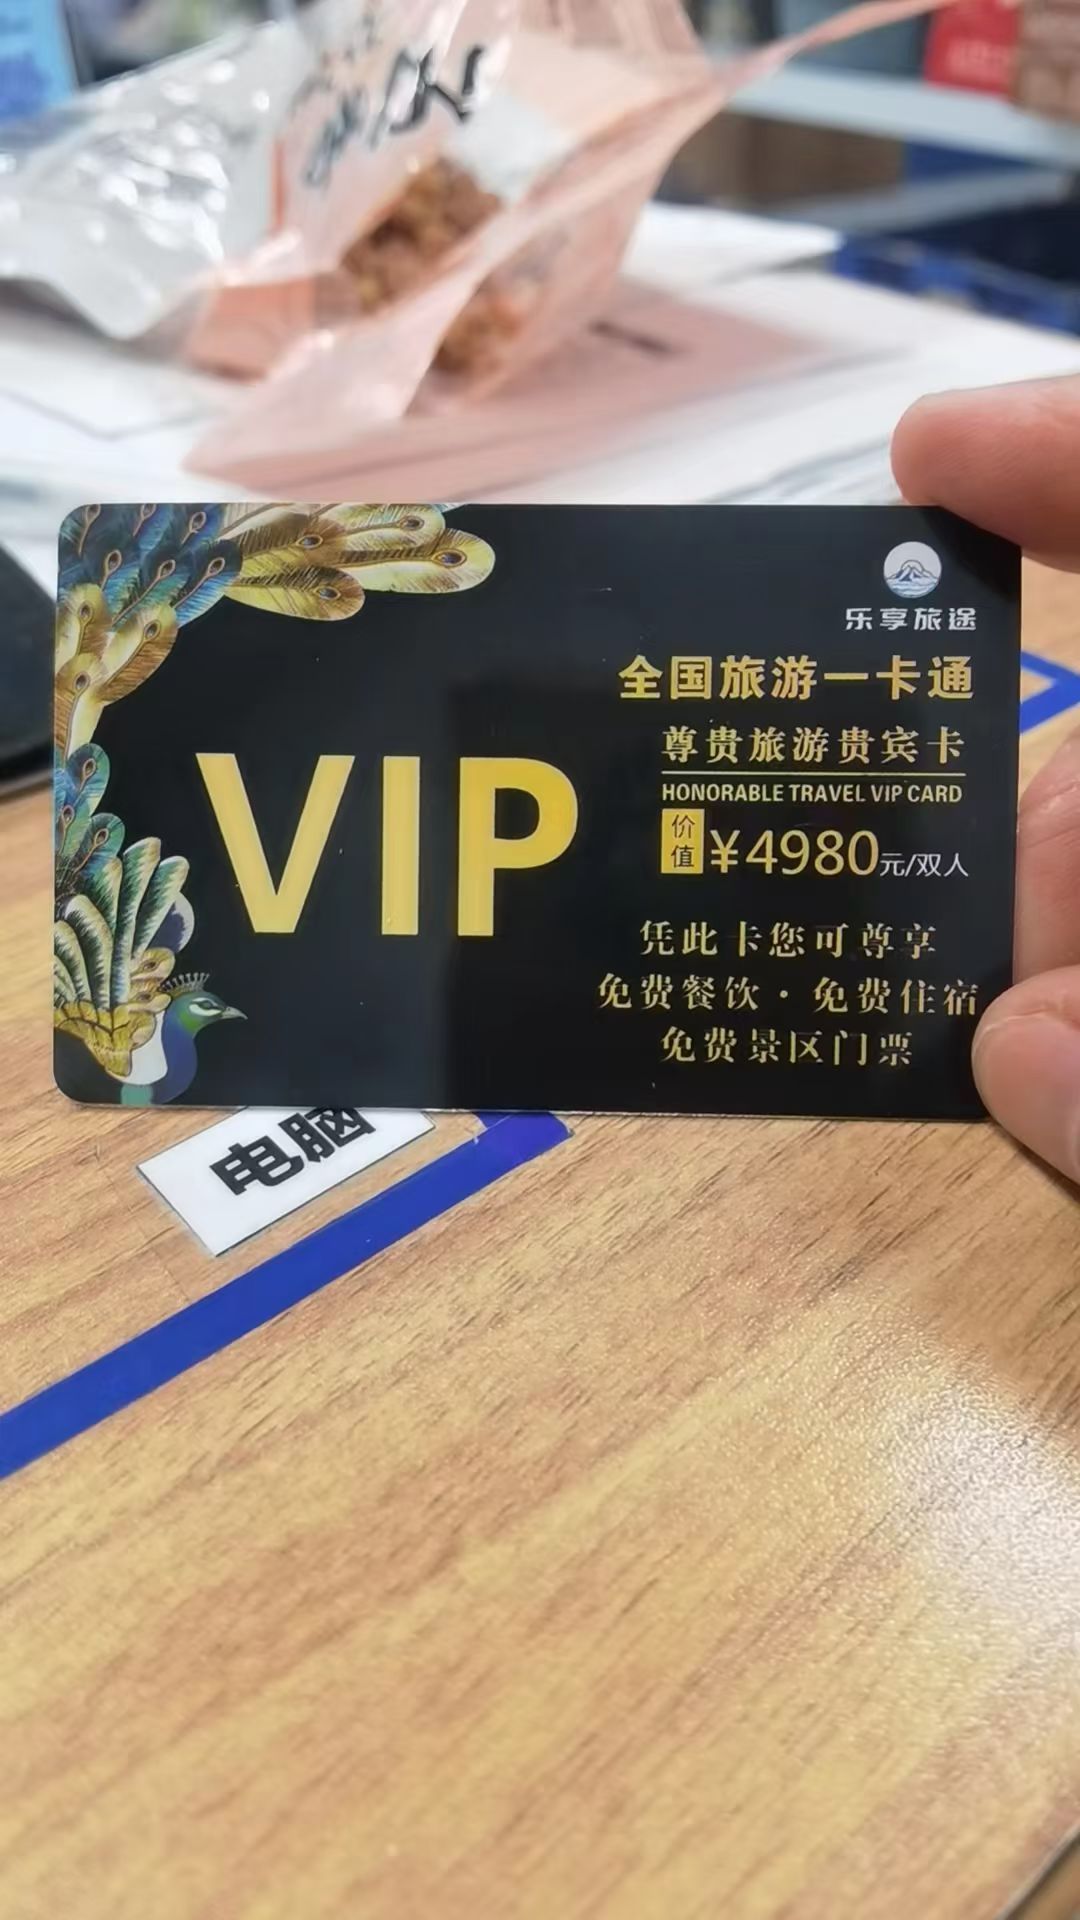 乐享旅途
全国旅游一卡通
尊贵旅游贵宾卡
HONORABLE TRAVEL VIP CARD
VIP
价值 ¥4980元/双人
凭此卡您可尊享
免费餐饮·免费住宿
免费景区门票
电脑